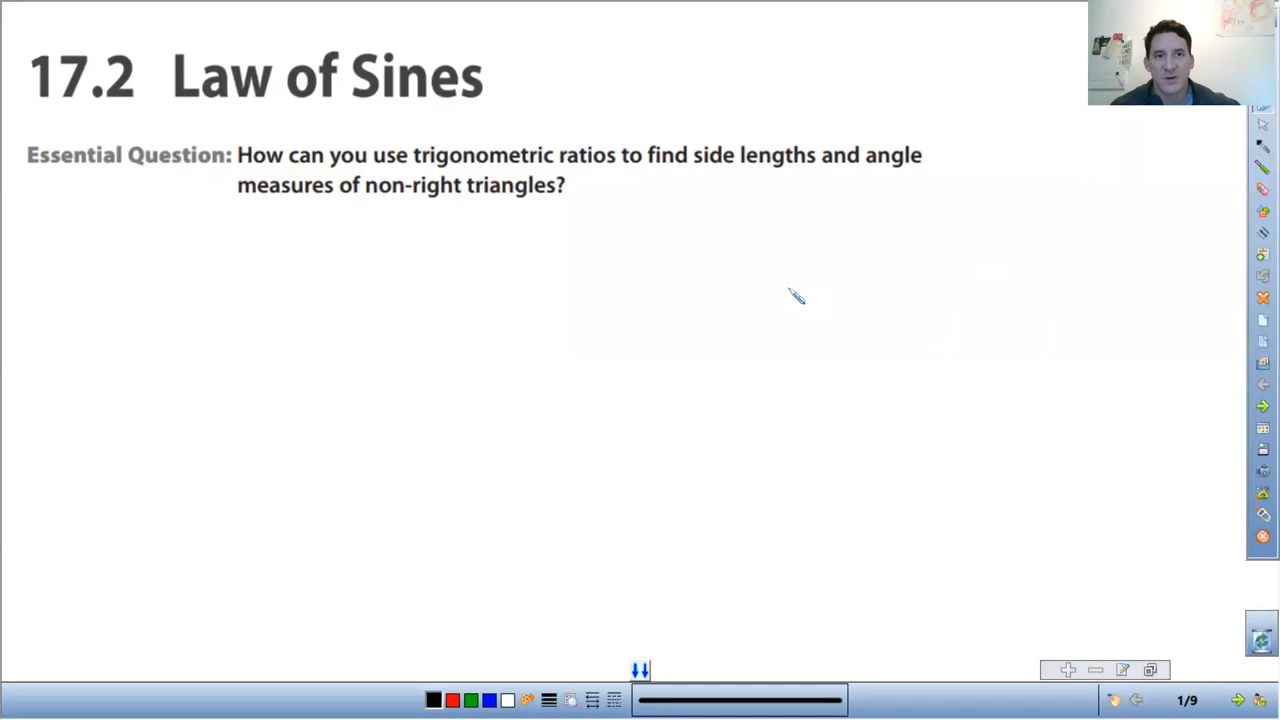 17.2 Law of Sines
Essential Question: How can you use trigonometric ratios to find side lengths and angle
measures of non-right triangles?
1/9